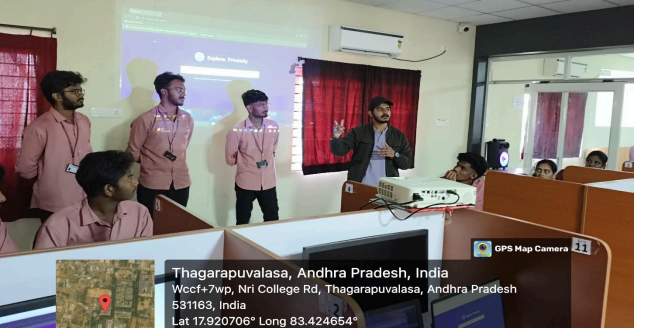 Explore. Privately.
GPS Map Camera
11
Thagarapuvalasa, Andhra Pradesh, India
Wccf+7wp, Nri College Rd, Thagarapuvalasa, Andhra Pradesh
531163, India
Lat 17.920706° Long 83.424654°